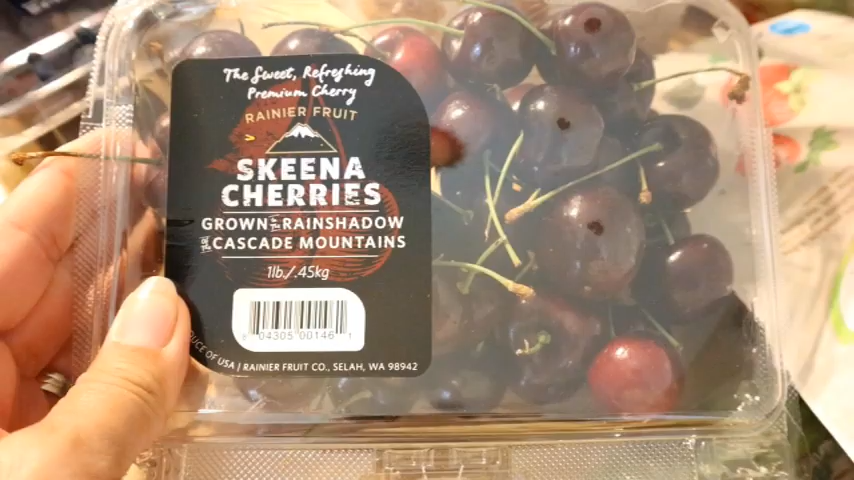 The Sweet, Refreshing
Premium Cherry
RAINIER FRUIT
SKEENA
CHERRIES
GROWN in the RAINSHADOW
of the CASCADE MOUNTAINS
1lb./.45kg
04305 00146 1
UCE OF USA / RAINIER FRUIT CO., SELAH, WA 98942